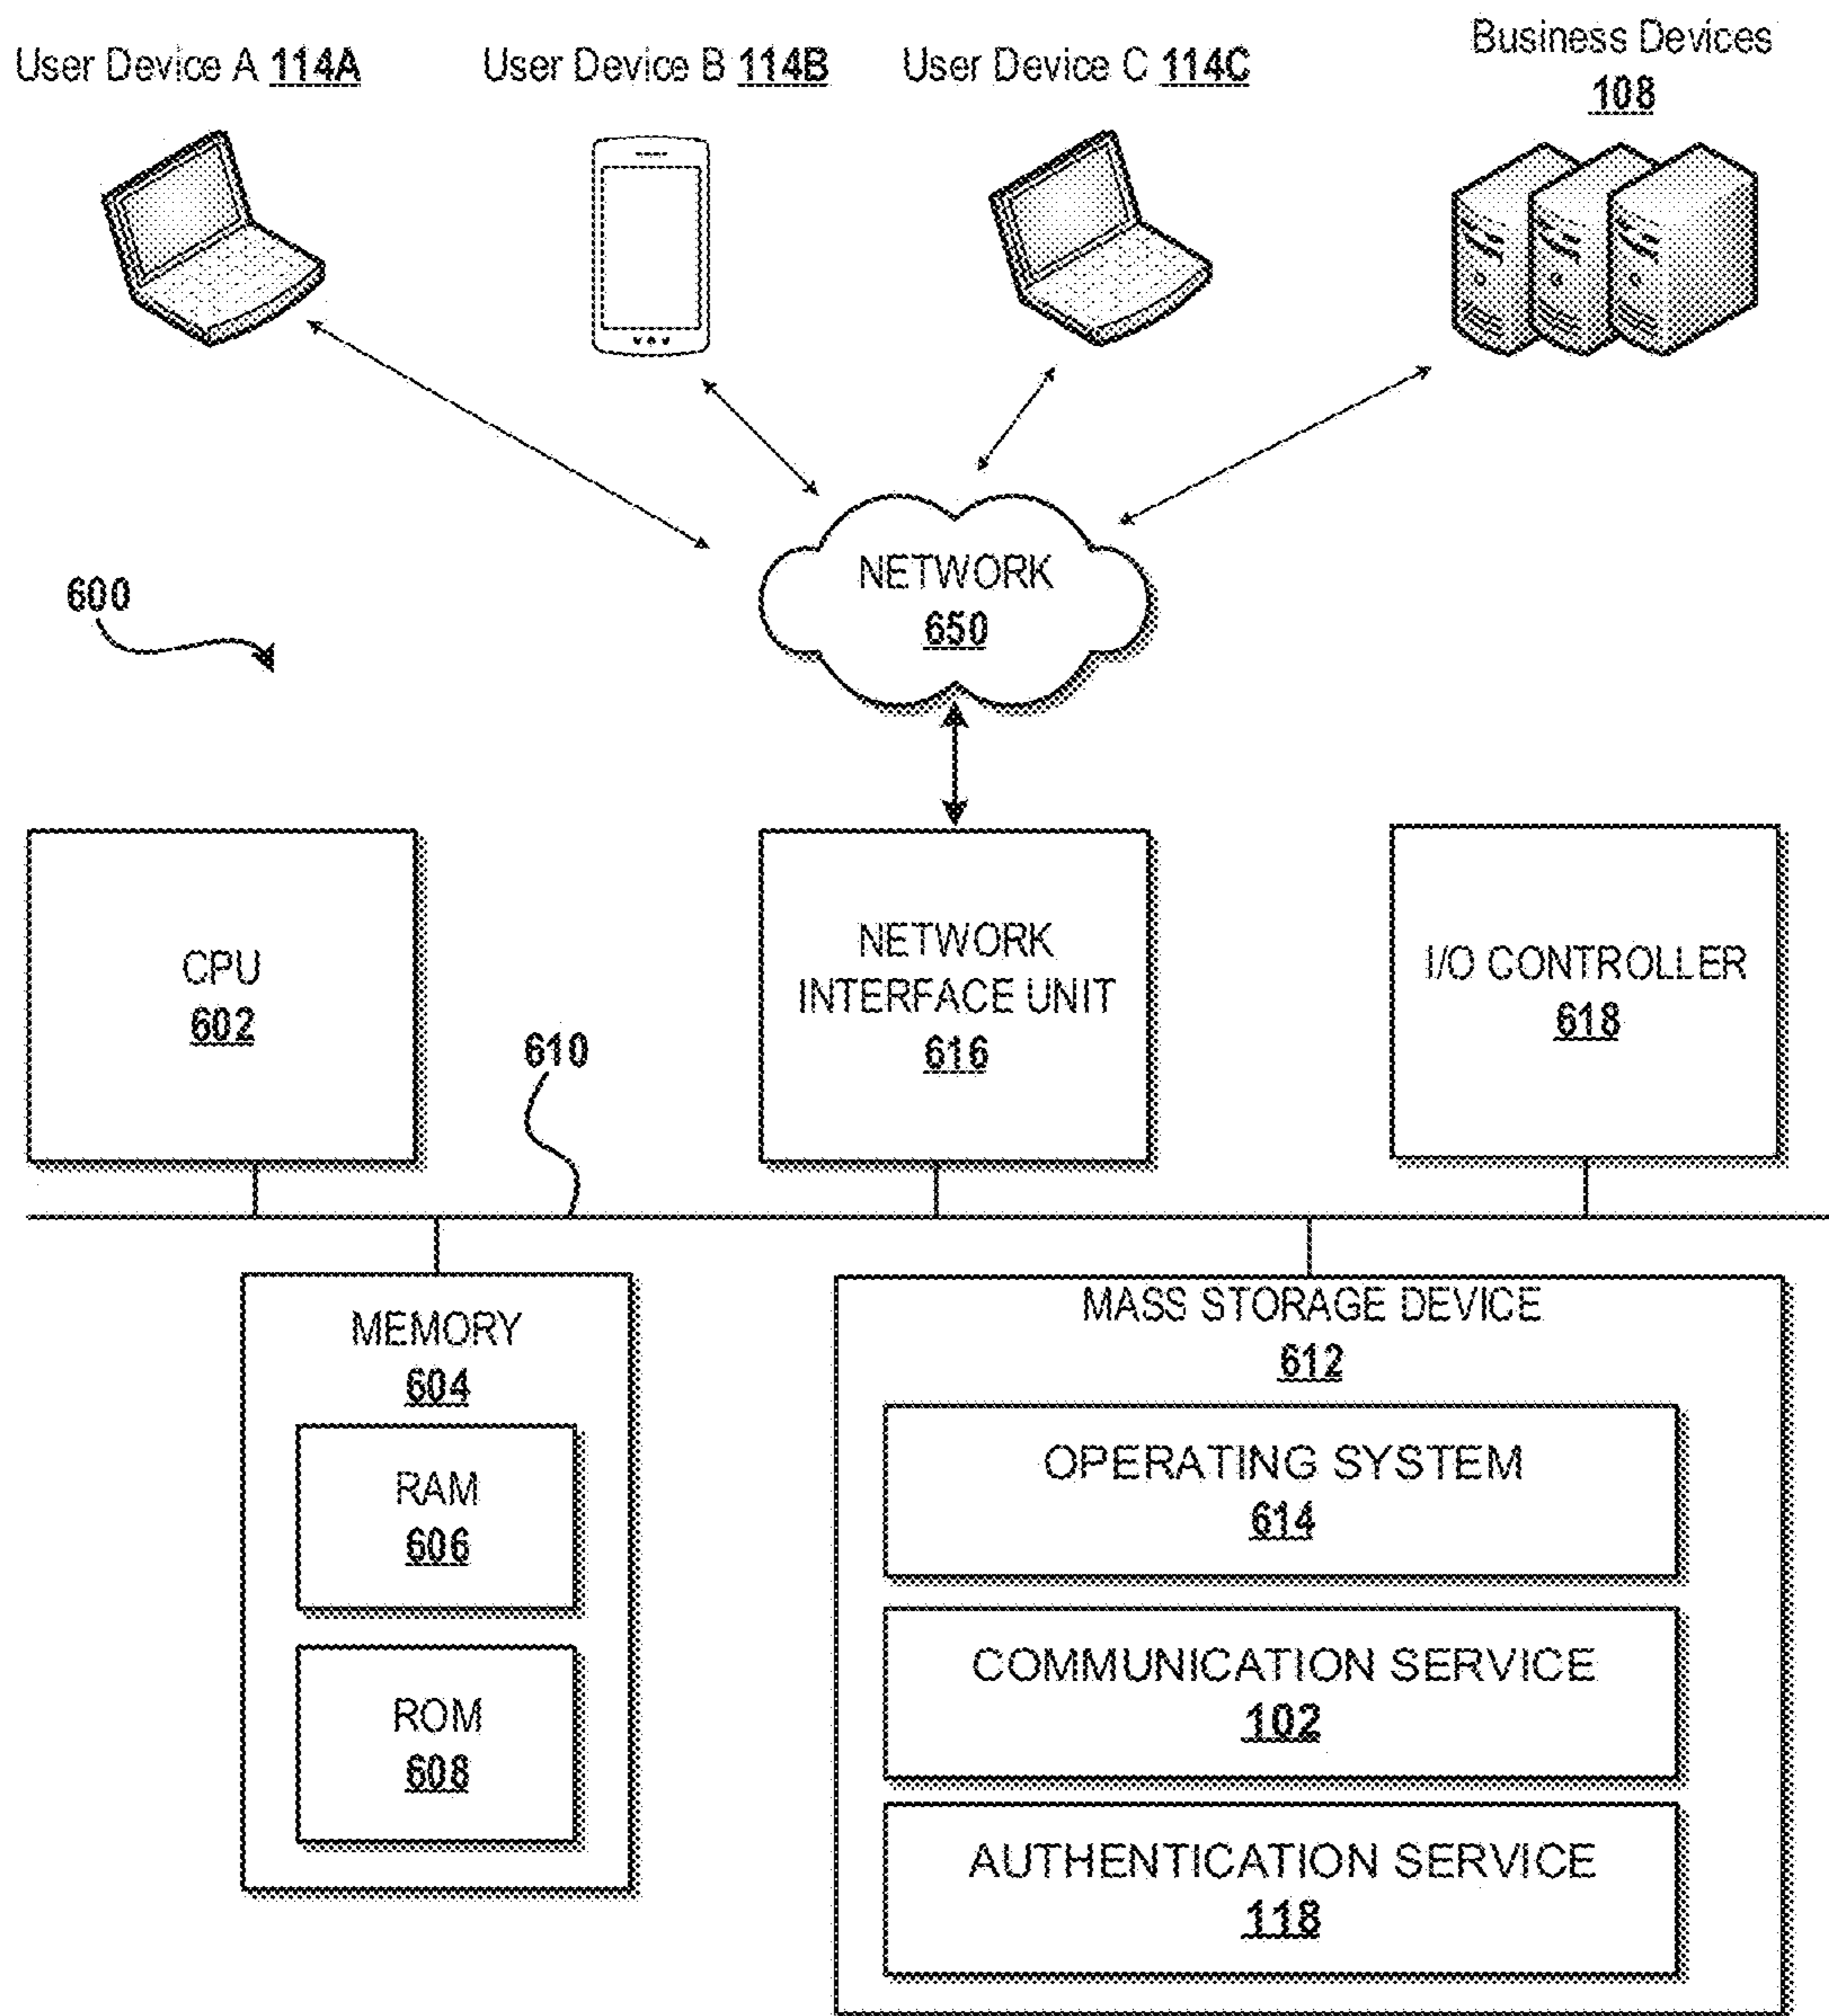 User Device A 114A
User Device B 114B
User Device C 114C
Business Devices
108
NETWORK
650
600
CPU
602
NETWORK
INTERFACE UNIT
616
I/O CONTROLLER
618
610
MEMORY
604
RAM
606
ROM
608
MASS STORAGE DEVICE
612
OPERATING SYSTEM
614
COMMUNICATION SERVICE
102
AUTHENTICATION SERVICE
118